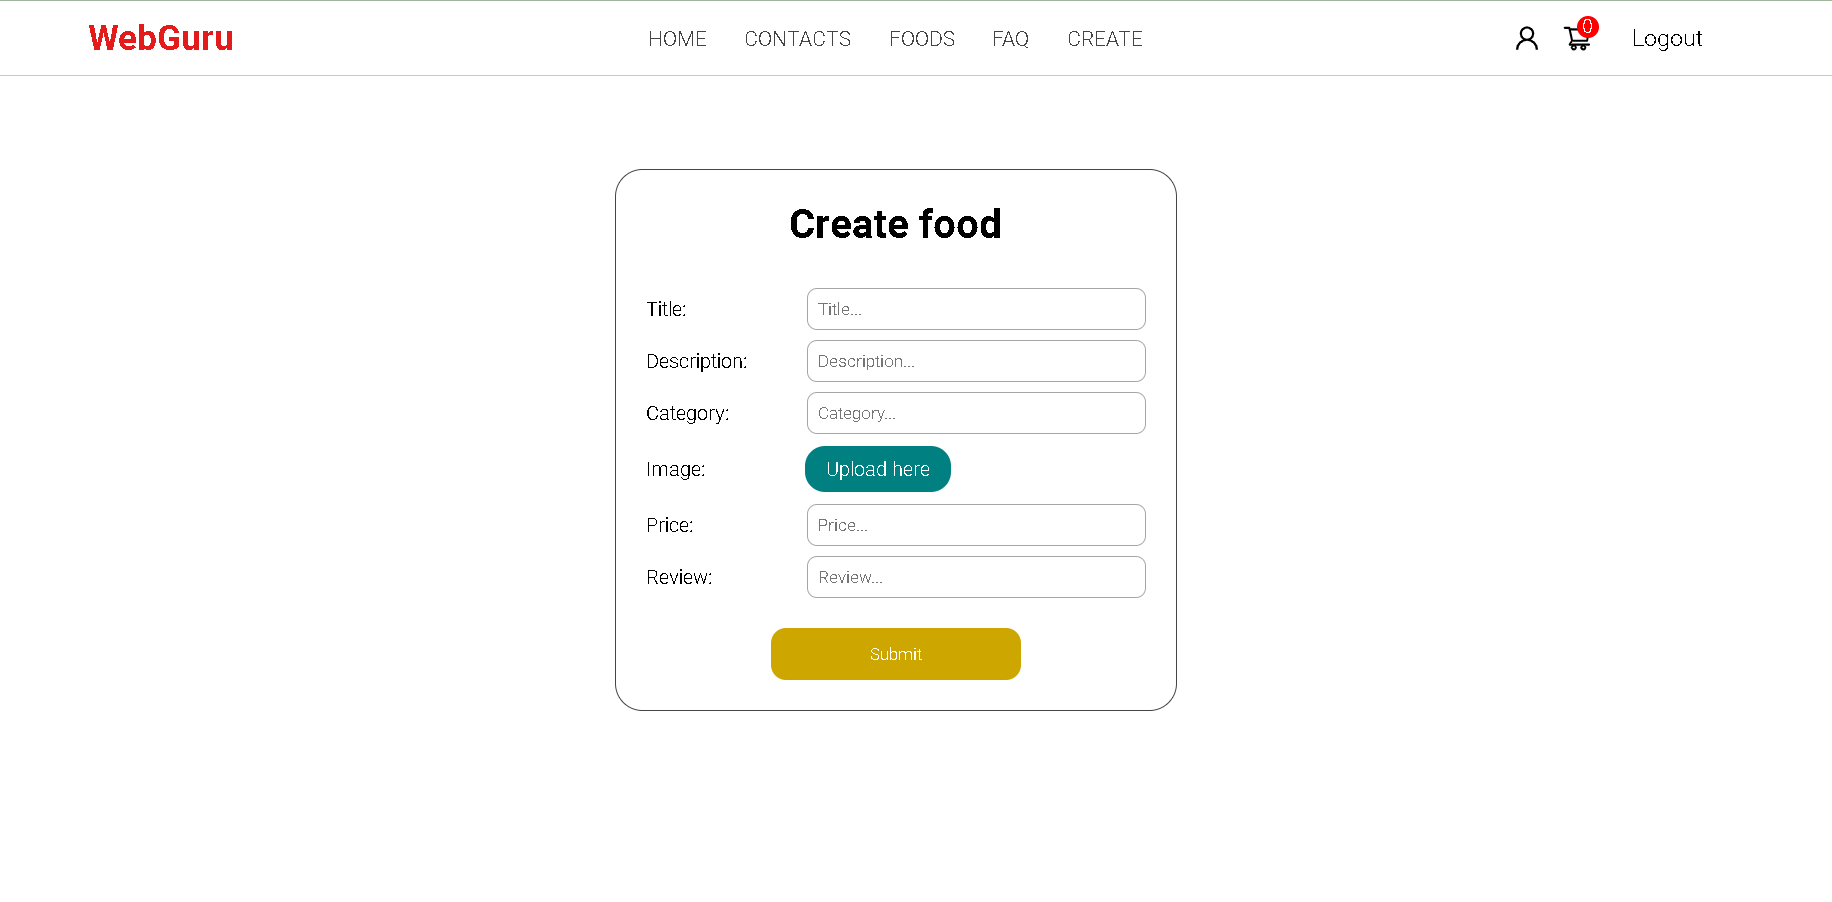 WebGuru HOME CONTACTS FOODS FAQ CREATE 0 Logout
Create food
Title: Title...
Description: Description...
Category: Category...
Image: Upload here
Price: Price...
Review: Review...
Submit